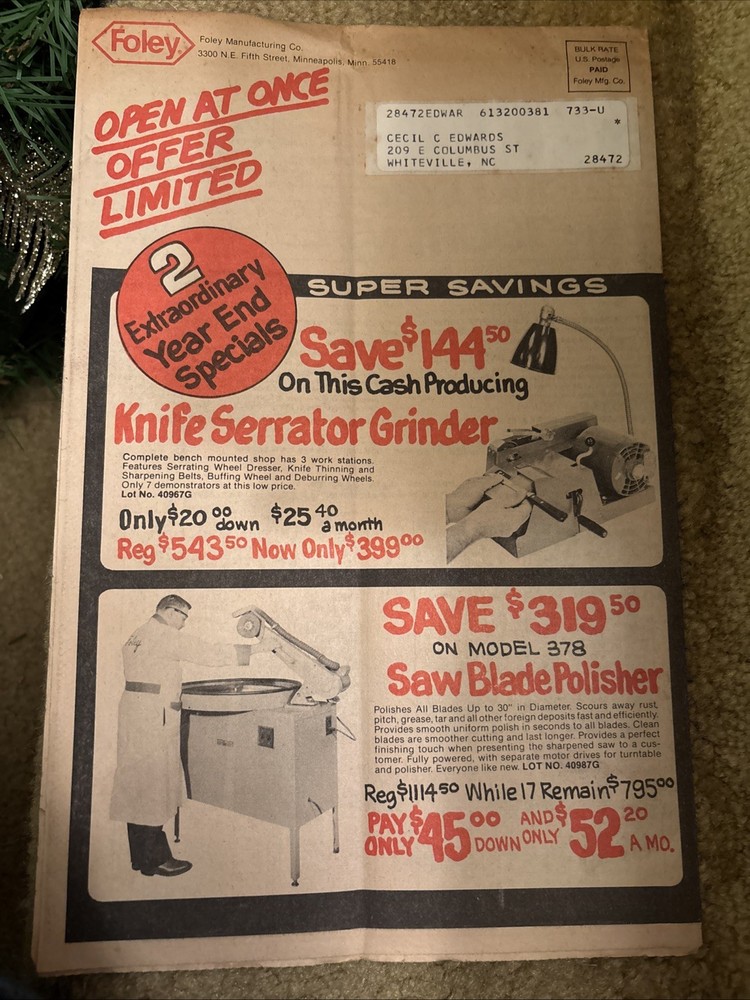 Foley
Foley Manufacturing Co.
3300 N.E. Fifth Street, Minneapolis, Minn. 55418
BULK RATE
U.S. Postage
PAID
Foley Mfg. Co.
OPEN AT ONCE
OFFER
LIMITED
28472EDWAR 613200381 733-U
*
CECIL C EDWARDS
209 E COLUMBUS ST
WHITEVILLE, NC 28472
2
Extraordinary
Year End
Specials
SUPER SAVINGS
Save $144 50
On This Cash Producing
Knife Serrator Grinder
Complete bench mounted shop has 3 work stations.
Features Serrating Wheel Dresser, Knife Thinning and
Sharpening Belts, Buffing Wheel and Deburring Wheels.
Only 7 demonstrators at this low price.
Lot No. 40967G
Only $20 00 down $25 40 a month
Reg $543 50 Now Only $399 00
Foley
SAVE $319 50
ON MODEL 378
Saw Blade Polisher
Polishes All Blades Up to 30" in Diameter. Scours away rust,
pitch, grease, tar and all other foreign deposits fast and efficiently.
Provides smooth uniform polish in seconds to all blades. Clean
blades are smoother cutting and last longer. Provides a perfect
finishing touch when presenting the sharpened saw to a cus-
tomer. Fully powered, with separate motor drives for turntable
and polisher. Everyone like new. LOT NO. 40987G
Reg $1114 50 While 17 Remain $795 00
PAY ONLY $45 00 DOWN AND ONLY $52 20 A MO.